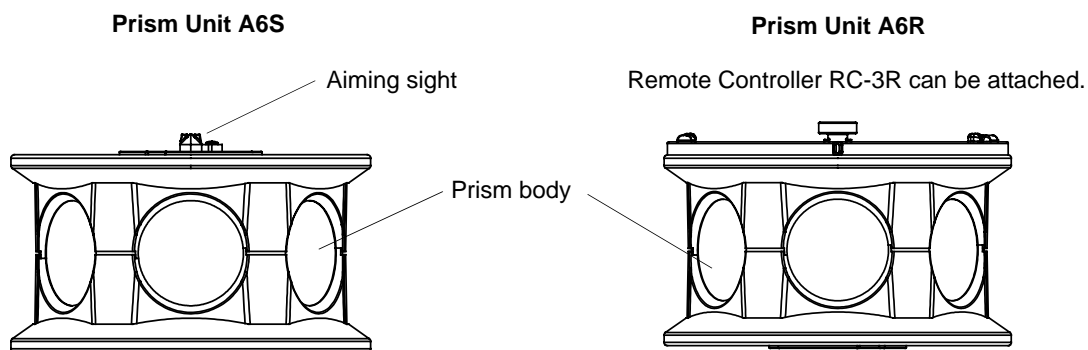 Prism Unit A6S
Prism Unit A6R
Aiming sight
Remote Controller RC-3R can be attached.
Prism body